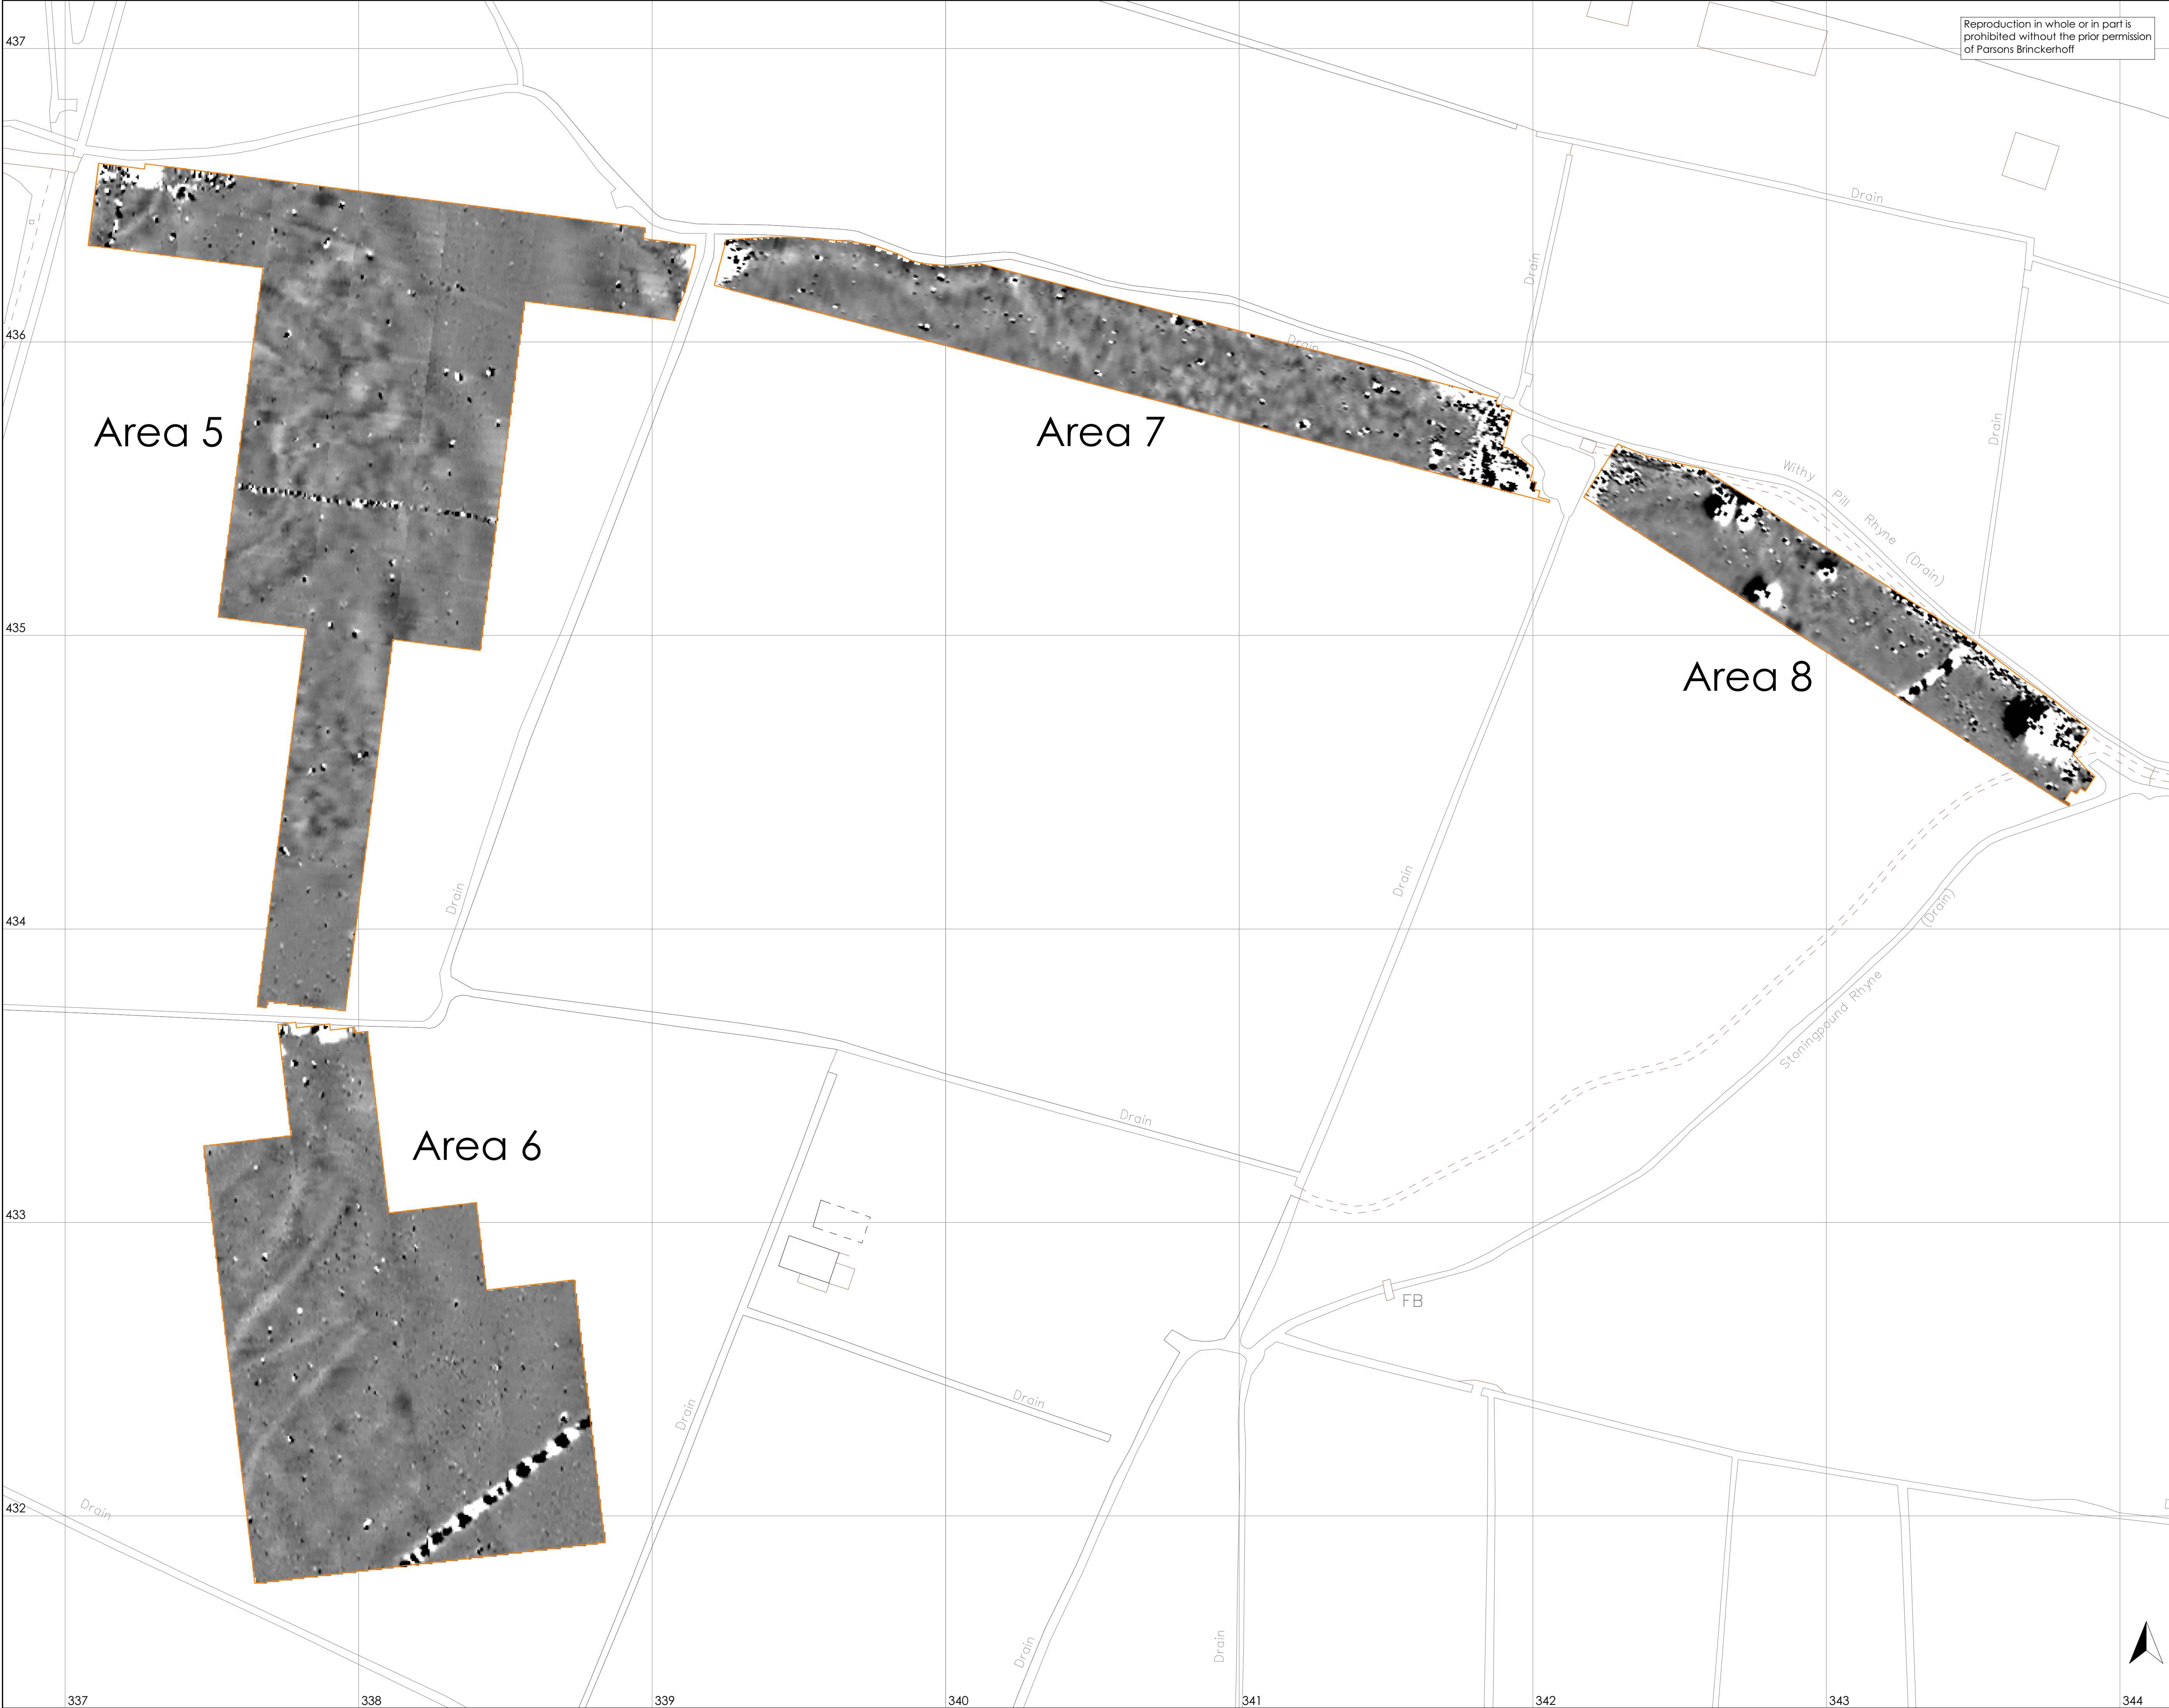 Reproduction in whole or in part is
prohibited without the prior permission
of Parsons Brinckerhoff
437
Drain
Drain
436
Drain
Area 5
Area 7
Drain
Withy Pill Rhyne (Drain)
435
Area 8
Drain
Drain
434
(Drain)
Stoningpound Rhyne
Drain
Area 6
433
FB
Drain
Drain
432
Drain
Drain
Drain
337
338
339
340
341
342
343
344